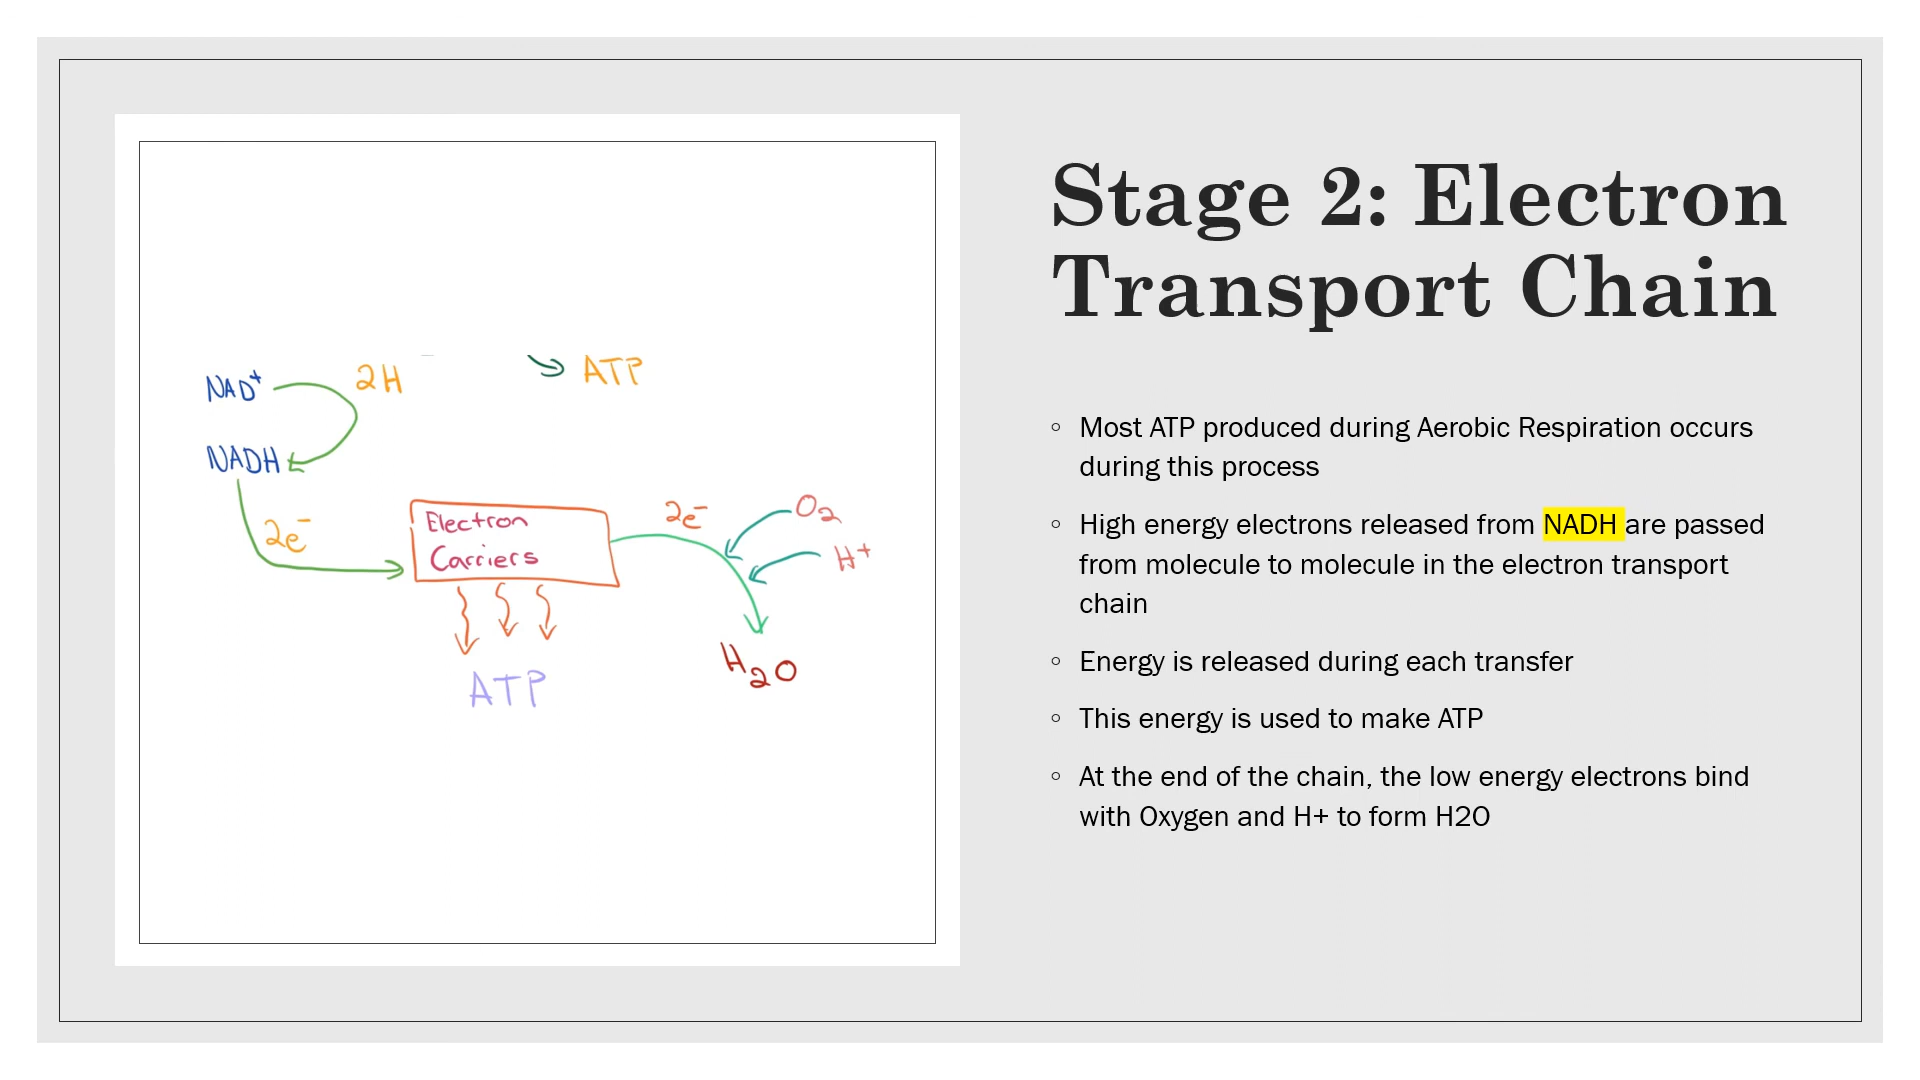 Stage 2: Electron
Transport Chain
NAD+ 2H ATP
NADH
2e-
Electron
Carriers
2e-
O2
H+
H2O
ATP
◦ Most ATP produced during Aerobic Respiration occurs
during this process
◦ High energy electrons released from NADH are passed
from molecule to molecule in the electron transport
chain
◦ Energy is released during each transfer
◦ This energy is used to make ATP
◦ At the end of the chain, the low energy electrons bind
with Oxygen and H+ to form H2O